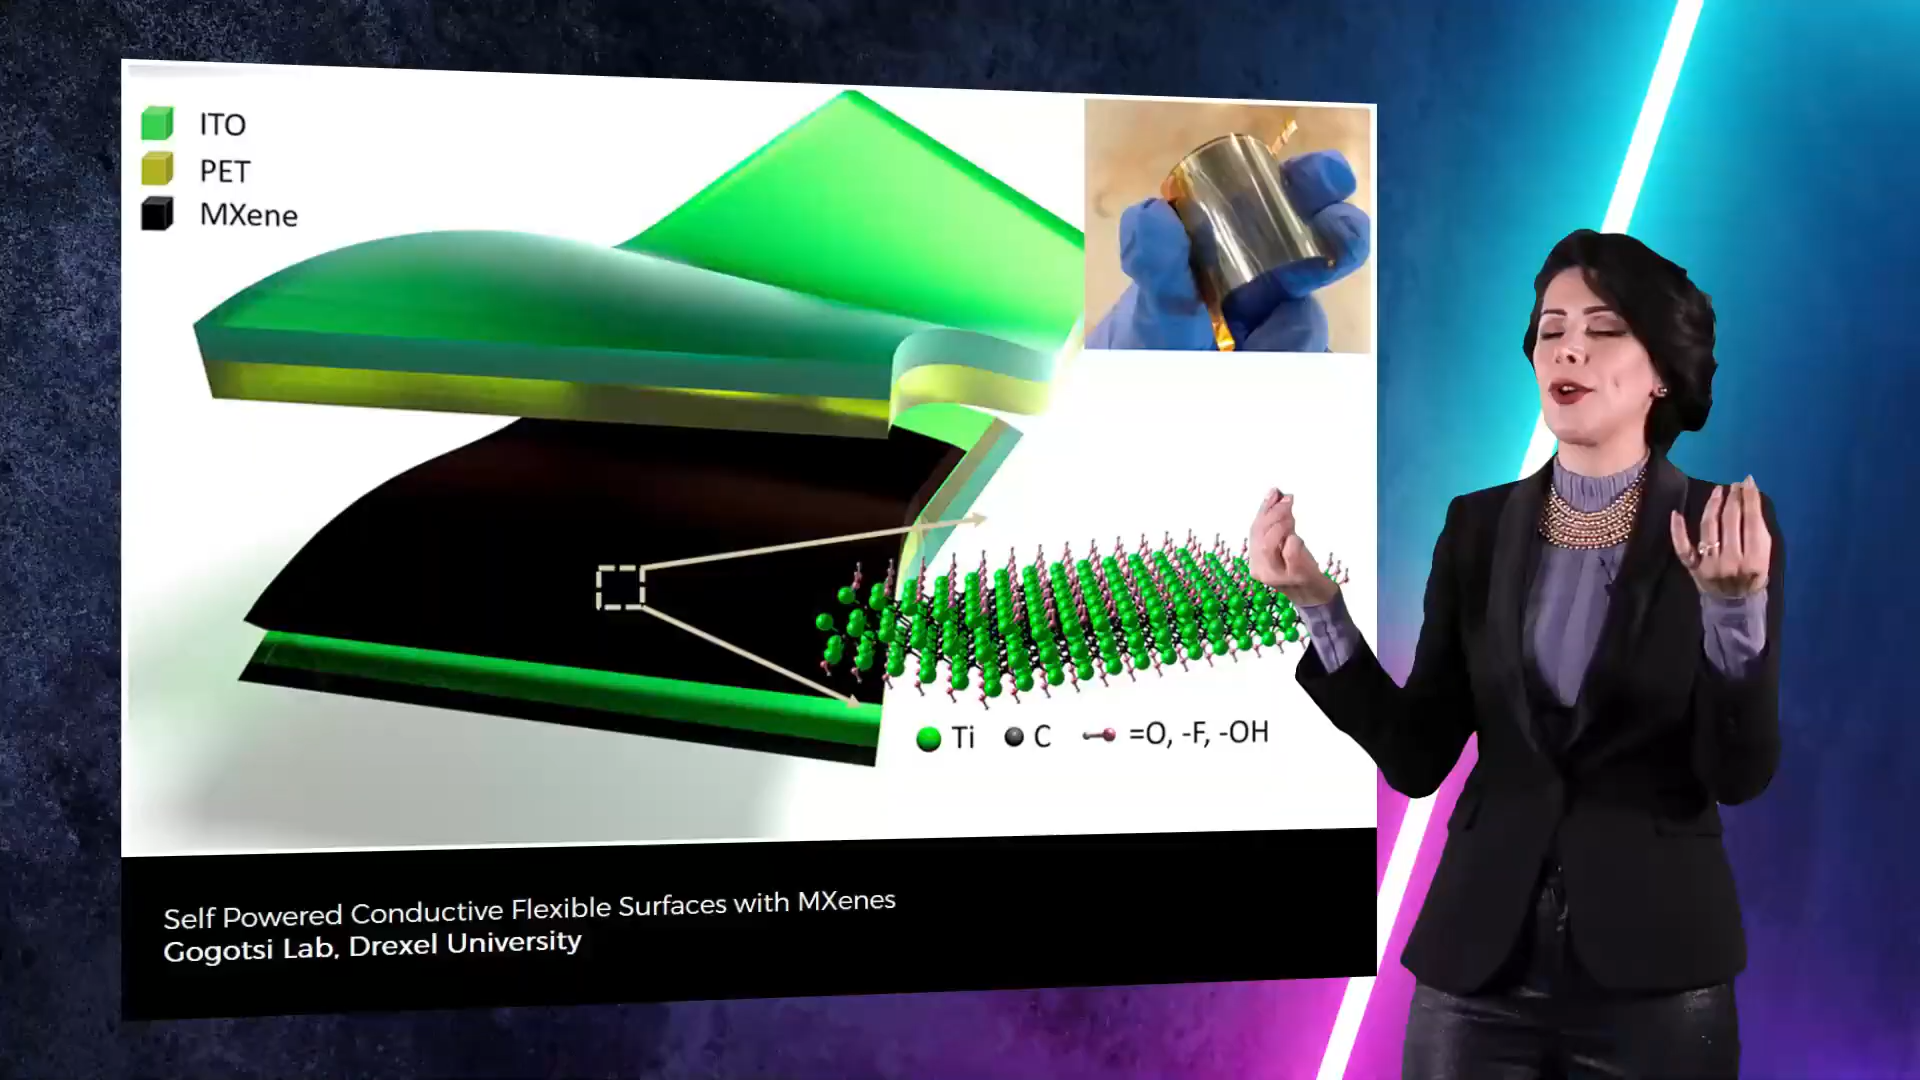 ITO
PET
MXene
Ti C =O, -F, -OH
Self Powered Conductive Flexible Surfaces with MXenes
Gogotsi Lab, Drexel University